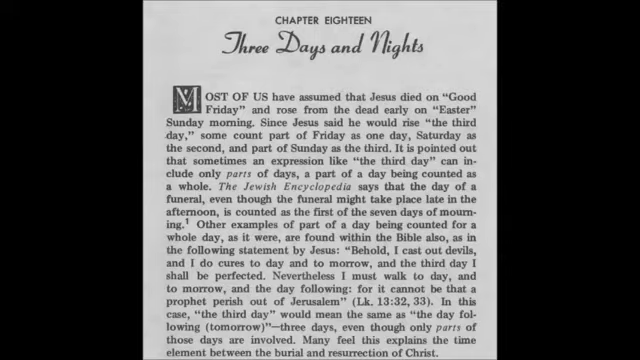 CHAPTER EIGHTEEN
Three Days and Nights
MOST OF US have assumed that Jesus died on “Good
Friday” and rose from the dead early on “Easter”
Sunday morning. Since Jesus said he would rise “the third
day,” some count part of Friday as one day, Saturday as
the second, and part of Sunday as the third. It is pointed out
that sometimes an expression like “the third day” can in-
clude only parts of days, a part of a day being counted as
a whole. The Jewish Encyclopedia says that the day of a
funeral, even though the funeral might take place late in the
afternoon, is counted as the first of the seven days of mourn-
ing.¹ Other examples of part of a day being counted for a
whole day, as it were, are found within the Bible also, as in
the following statement by Jesus: “Behold, I cast out devils,
and I do cures to day and to morrow, and the third day I
shall be perfected. Nevertheless I must walk to day, and
to morrow, and the day following: for it cannot be that a
prophet perish out of Jerusalem” (Lk. 13:32, 33). In this
case, “the third day” would mean the same as “the day fol-
lowing (tomorrow)”—three days, even though only parts of
those days are involved. Many feel this explains the time
element between the burial and resurrection of Christ.